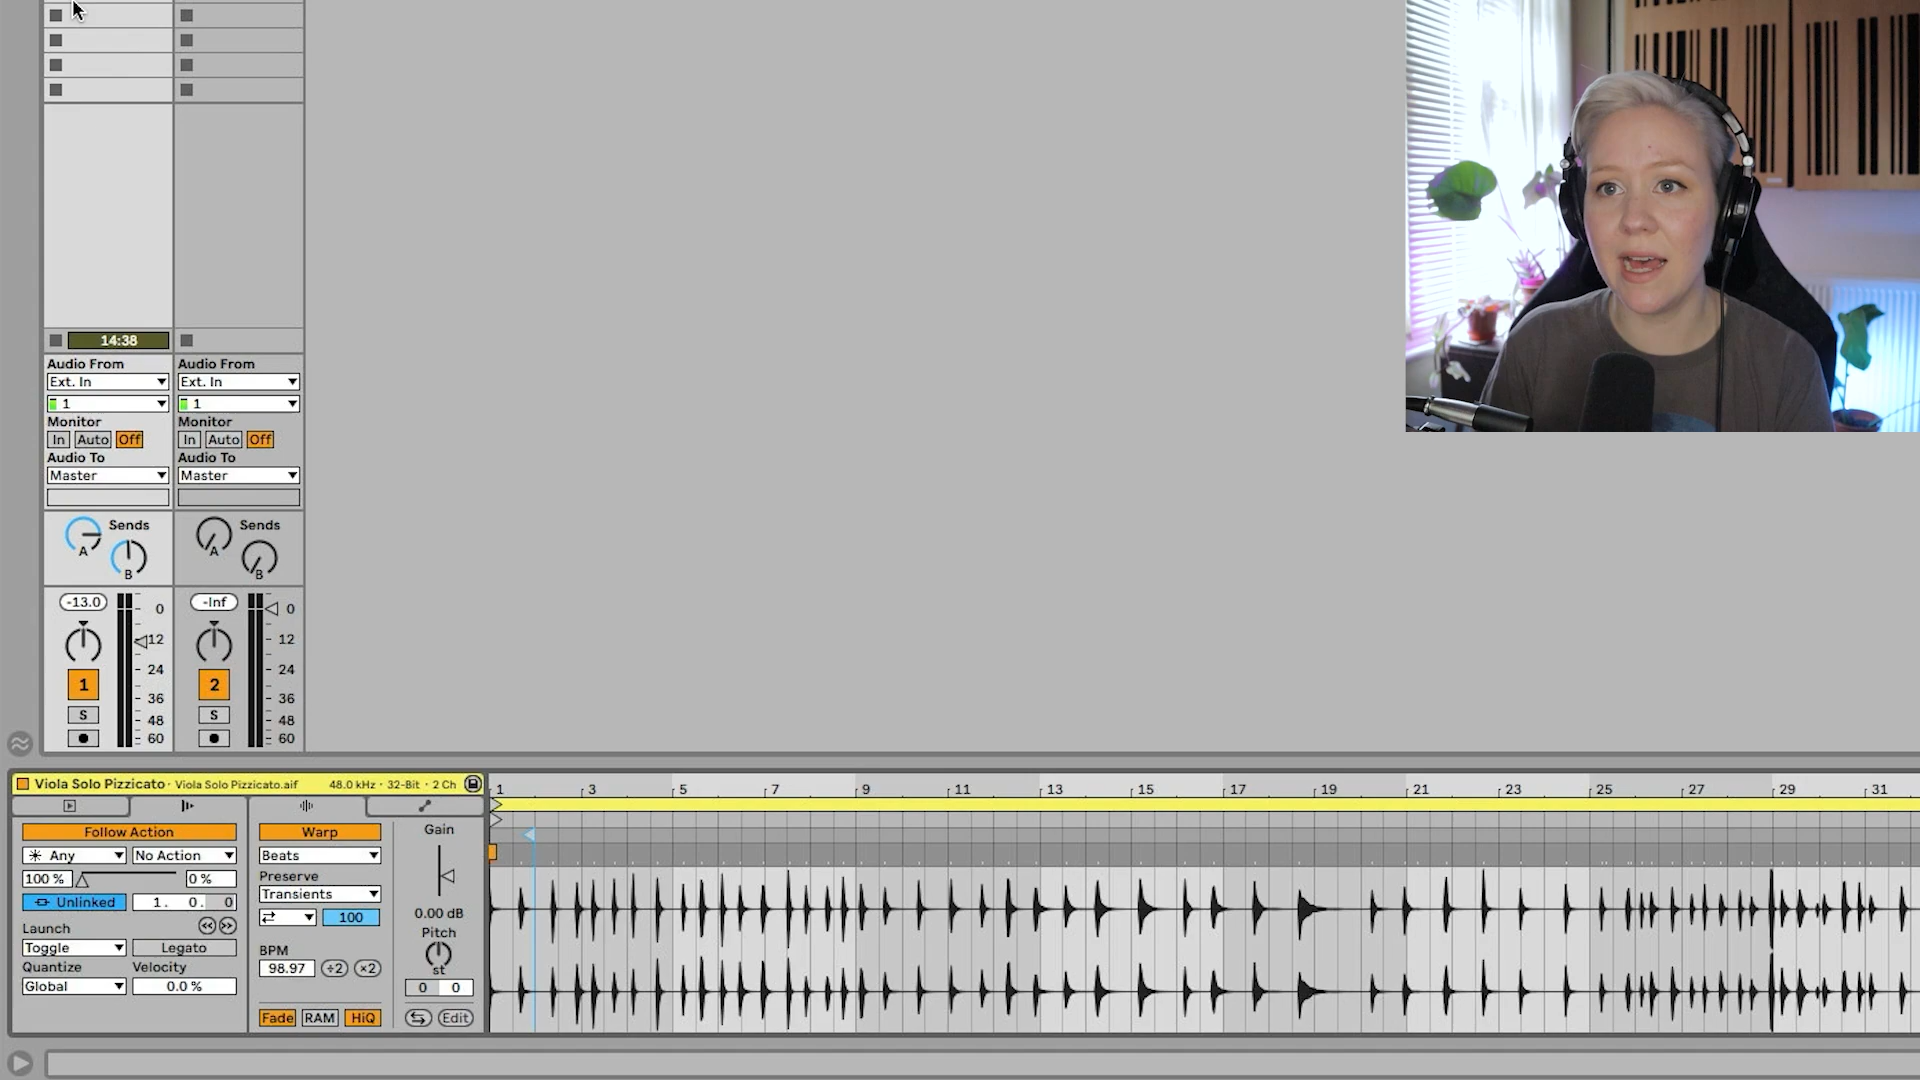 14:38
Audio From
Audio From
Ext. In
Ext. In
1
1
Monitor
Monitor
In Auto Off
In Auto Off
Audio To
Audio To
Master
Master
Sends
Sends
A
A
B
B
-13.0
-Inf
0
0
12
12
24
24
1
2
36
36
S
S
48
48
60
60
Viola Solo Pizzicato · Viola Solo Pizzicato.aif 48.0 kHz · 32-Bit · 2 Ch
1 3 5 7 9 11 13 15 17 19 21 23 25 27 29 31
Follow Action
Any No Action
100 % 0 %
Unlinked 1. 0. 0
Launch
Toggle Legato
Quantize Velocity
Global 0.0 %
Warp
Beats
Preserve
Transients
100
BPM
98.97 ÷2 ×2
Fade RAM HiQ
Gain
0.00 dB
Pitch
st
0 0
Edit